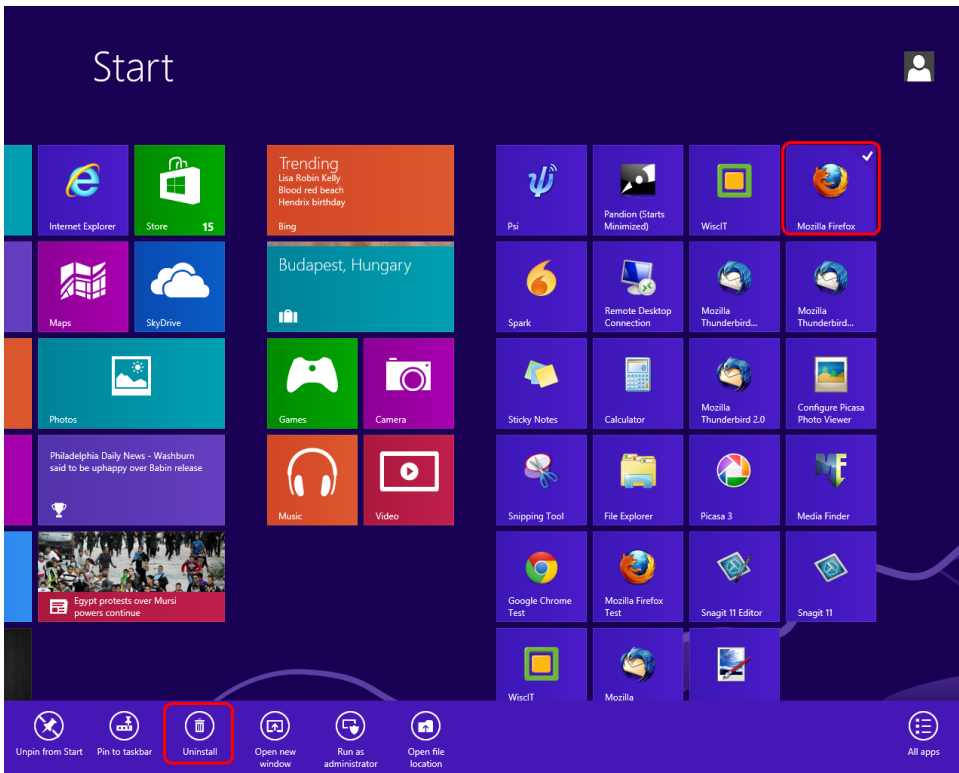 Start
Internet Explorer
Store 15
Trending
Lisa Robin Kelly
Blood red beach
Hendrix birthday
Bing
Psi
Pandion (Starts
Minimized)
WiscIT
Mozilla Firefox
Maps
SkyDrive
Budapest, Hungary
Spark
Remote Desktop
Connection
Mozilla
Thunderbird...
Mozilla
Thunderbird...
Photos
Games
Camera
Sticky Notes
Calculator
Mozilla
Thunderbird 2.0
Configure Picasa
Photo Viewer
Philadelphia Daily News - Washburn
said to be uphappy over Babin release
Music
Video
Snipping Tool
File Explorer
Picasa 3
MF
Media Finder
Egypt protests over Mursi
powers continue
Google Chrome
Test
Mozilla Firefox
Test
Snagit 11 Editor
Snagit 11
WiscIT
Mozilla
Unpin from Start
Pin to taskbar
Uninstall
Open new
window
Run as
administrator
Open file
location
All apps